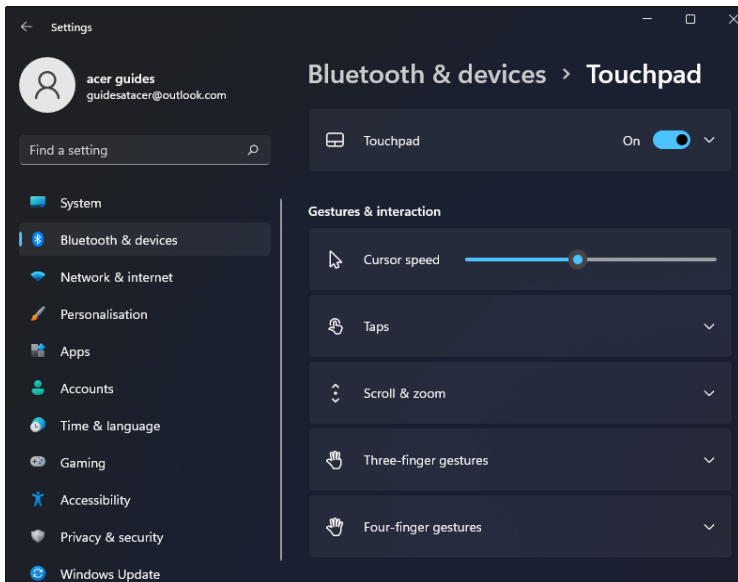 Settings
acer guides
guidesatacer@outlook.com
Find a setting
System
Bluetooth & devices
Network & internet
Personalisation
Apps
Accounts
Time & language
Gaming
Accessibility
Privacy & security
Windows Update
Bluetooth & devices > Touchpad
Touchpad On
Gestures & interaction
Cursor speed
Taps
Scroll & zoom
Three-finger gestures
Four-finger gestures